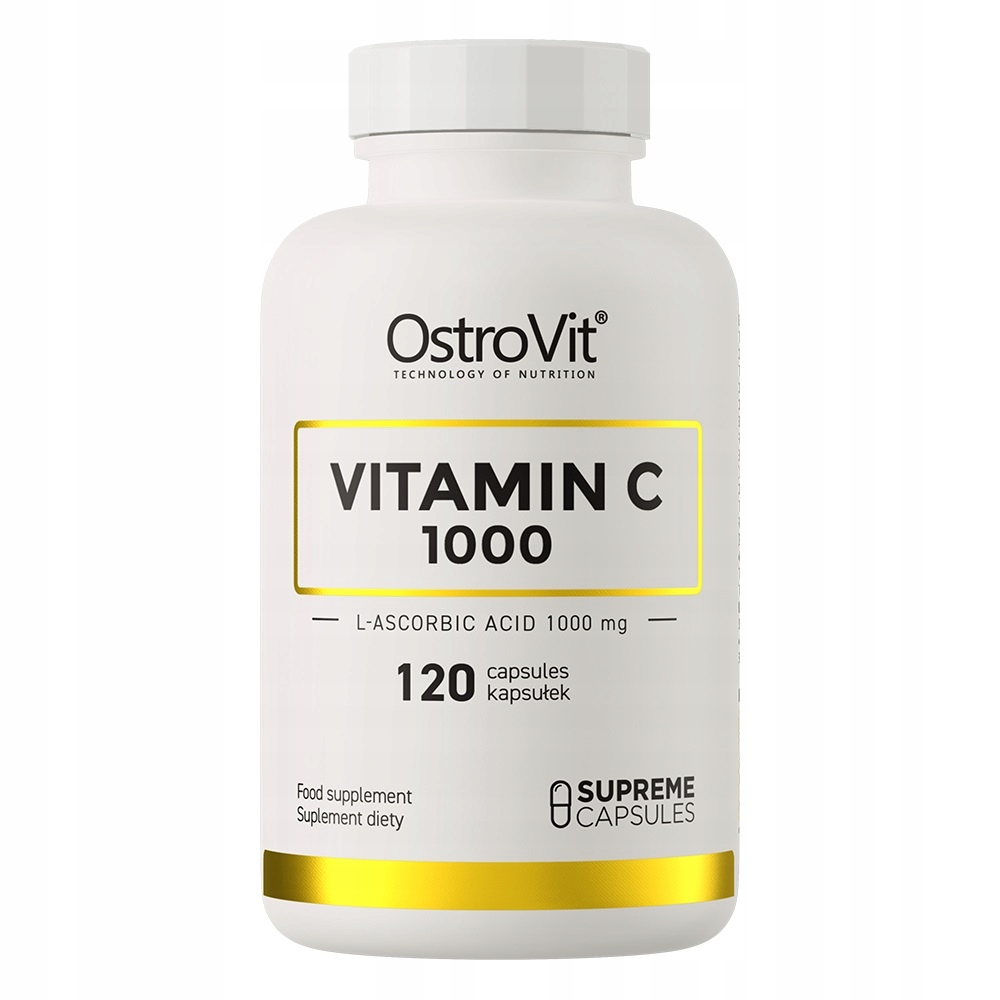 OstroVit®
TECHNOLOGY OF NUTRITION
VITAMIN C
1000
L-ASCORBIC ACID 1000 mg
120 capsules
kapsułek
Food supplement
Suplement diety
SUPREME
CAPSULES